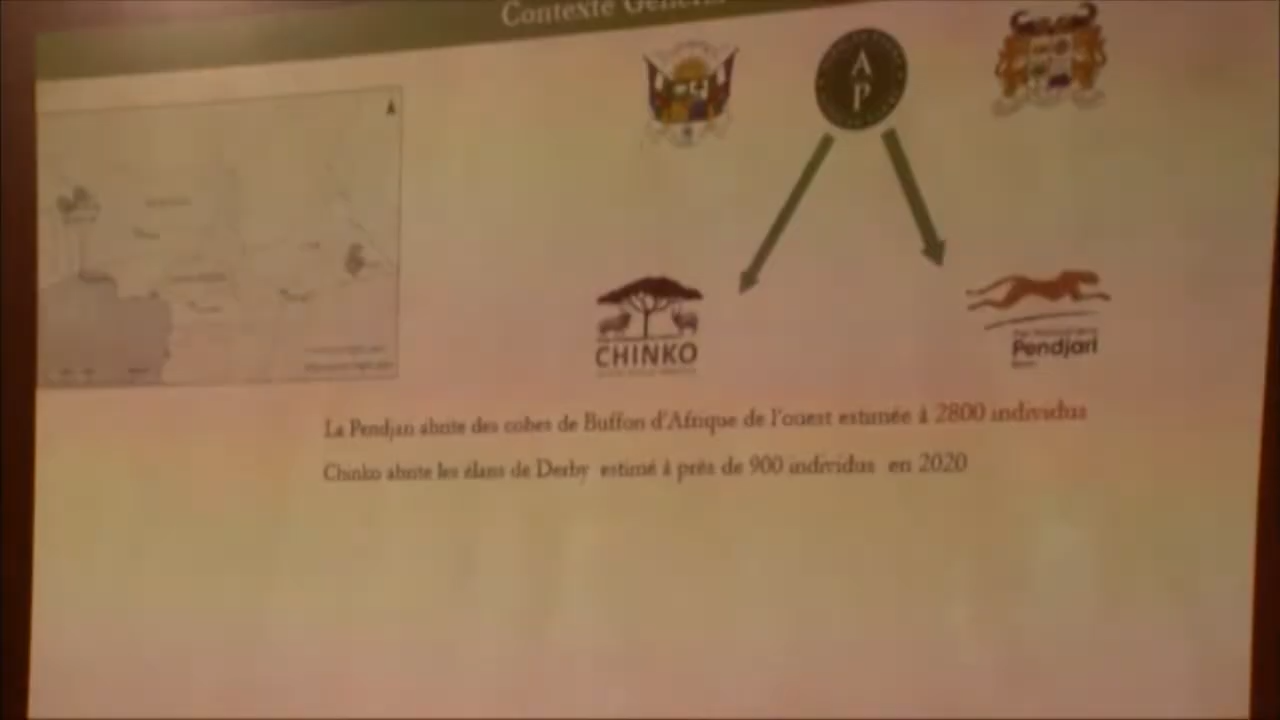 Contexte Général
A
P
CHINKO
Pendjari
La Pendjari abrite des cobes de Buffon d'Afrique de l'ouest estimée à 2800 individus
Chinko abrite les élans de Derby estimé à près de 900 individus en 2020